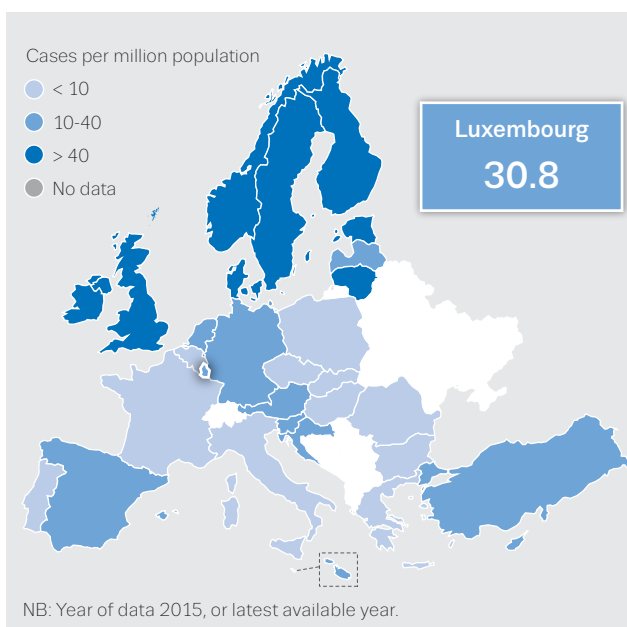 Cases per million population
< 10
10-40
> 40
No data
Luxembourg
30.8
NB: Year of data 2015, or latest available year.